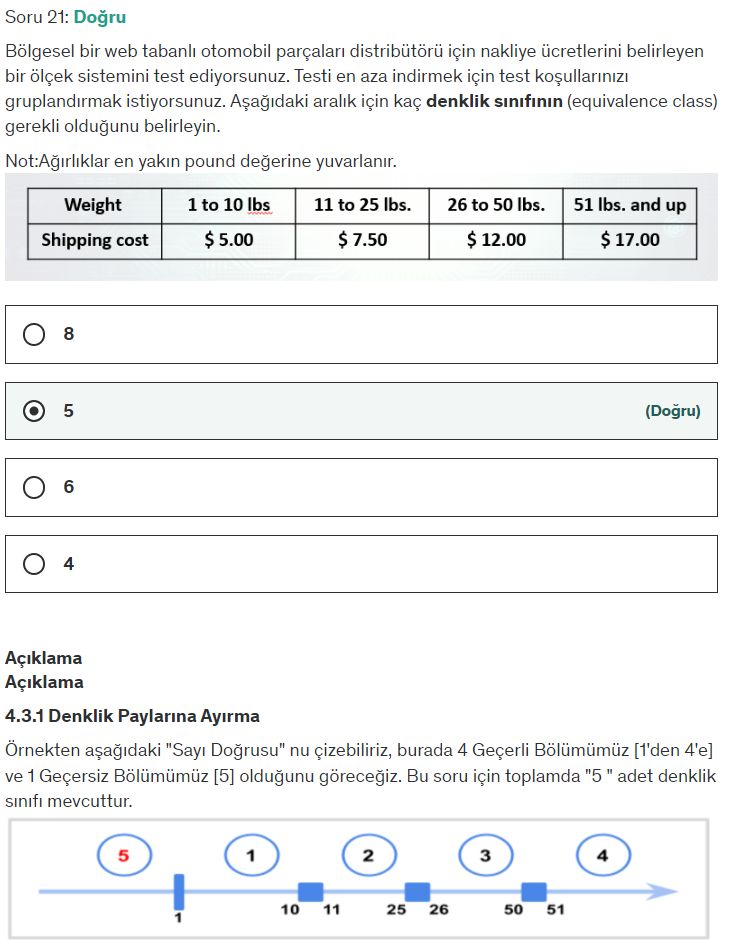 Soru 21: Doğru
Bölgesel bir web tabanlı otomobil parçaları distribütörü için nakliye ücretlerini belirleyen
bir ölçek sistemini test ediyorsunuz. Testi en aza indirmek için test koşullarınızı
gruplandırmak istiyorsunuz. Aşağıdaki aralık için kaç denklik sınıfının (equivalence class)
gerekli olduğunu belirleyin.
Not:Ağırlıklar en yakın pound değerine yuvarlanır.
Weight 1 to 10 lbs 11 to 25 lbs. 26 to 50 lbs. 51 lbs. and up
Shipping cost $ 5.00 $ 7.50 $ 12.00 $ 17.00
8
5 (Doğru)
6
4
Açıklama
Açıklama
4.3.1 Denklik Paylarına Ayırma
Örnekten aşağıdaki "Sayı Doğrusu" nu çizebiliriz, burada 4 Geçerli Bölümümüz [1'den 4'e]
ve 1 Geçersiz Bölümümüz [5] olduğunu göreceğiz. Bu soru için toplamda "5 " adet denklik
sınıfı mevcuttur.
5 1 2 3 4
1 10 11 25 26 50 51